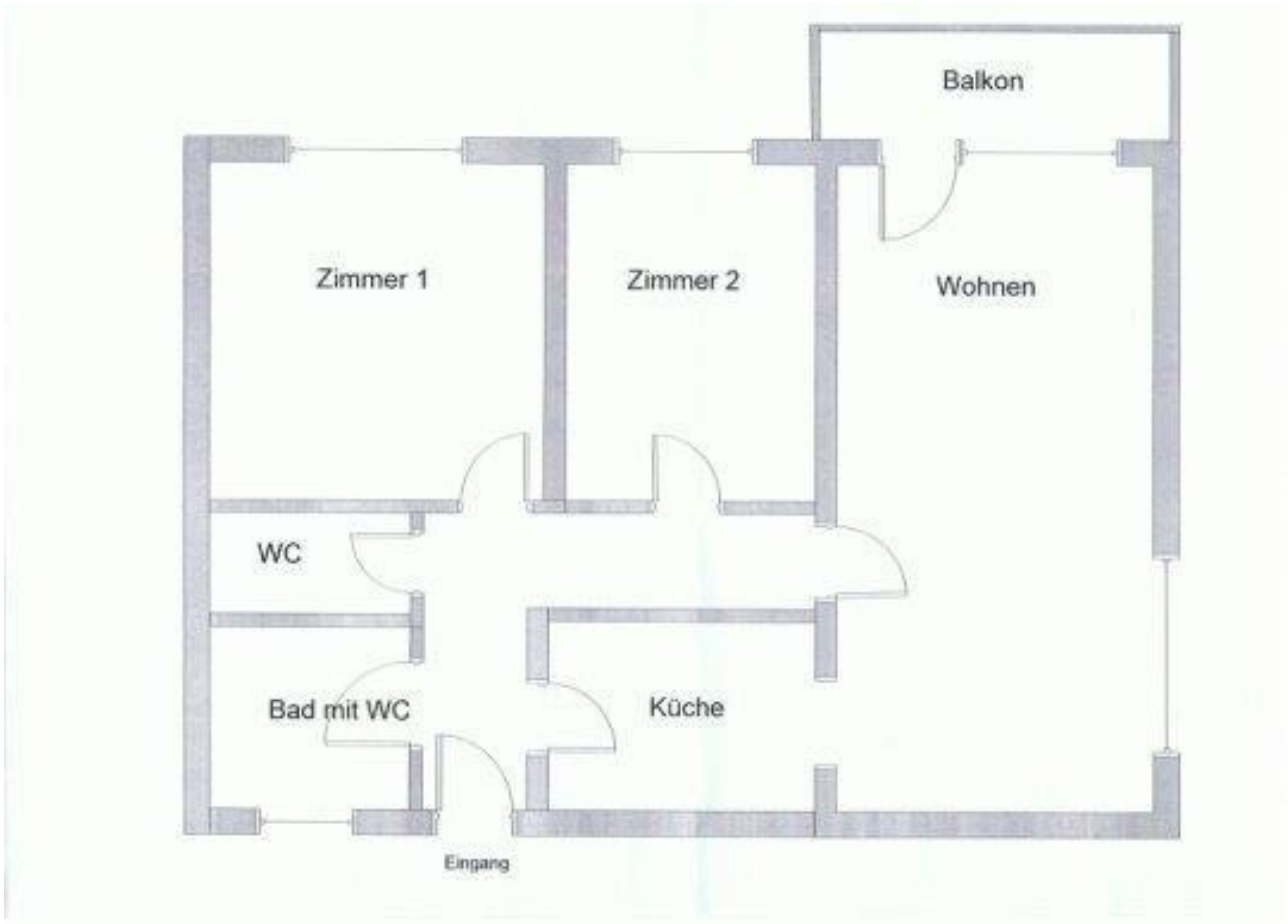 Balkon
Zimmer 1
Zimmer 2
Wohnen
WC
Bad mit WC
Küche
Eingang